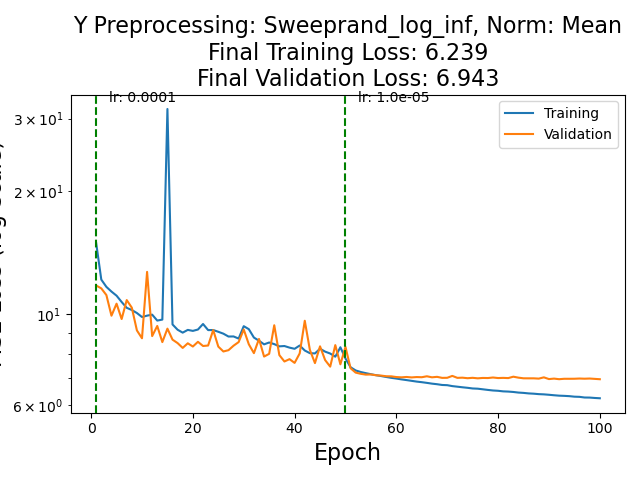 Y Preprocessing: Sweeprand_log_inf, Norm: Mean
Final Training Loss: 6.239
Final Validation Loss: 6.943
lr: 0.0001
lr: 1.0e-05
Training
Validation
3 × 10¹
2 × 10¹
10¹
6 × 10⁰
0 20 40 60 80 100
Epoch